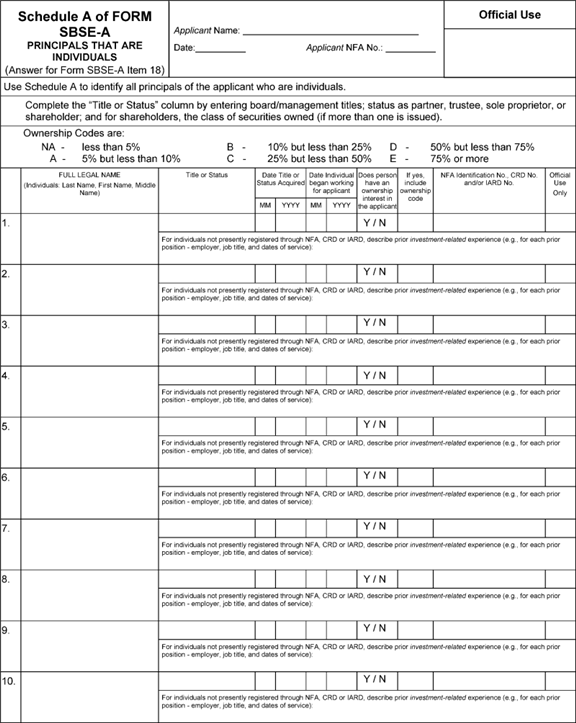 Schedule A of FORM
SBSE-A
PRINCIPALS THAT ARE
INDIVIDUALS
(Answer for Form SBSE-A Item 18)
Applicant Name: ____________________
Date:__________ Applicant NFA No.: __________
Official Use
Use Schedule A to identify all principals of the applicant who are individuals.
Complete the “Title or Status” column by entering board/management titles; status as partner, trustee, sole proprietor, or
shareholder; and for shareholders, the class of securities owned (if more than one is issued).
Ownership Codes are:
NA - less than 5% B - 10% but less than 25% D - 50% but less than 75%
A - 5% but less than 10% C - 25% but less than 50% E - 75% or more
FULL LEGAL NAME
(Individuals: Last Name, First Name, Middle
Name)
Title or Status
Date Title or
Status Acquired
MM YYYY
Date Individual
began working
for applicant
MM YYYY
Does person
have an
ownership
interest in
the applicant
If yes,
include
ownership
code
NFA Identification No., CRD No.
and/or IARD No.
Official
Use
Only
1.
Y / N
For individuals not presently registered through NFA, CRD or IARD, describe prior investment-related experience (e.g., for each prior
position - employer, job title, and dates of service):
2.
Y / N
For individuals not presently registered through NFA, CRD or IARD, describe prior investment-related experience (e.g., for each prior
position - employer, job title, and dates of service):
3.
Y / N
For individuals not presently registered through NFA, CRD or IARD, describe prior investment-related experience (e.g., for each prior
position - employer, job title, and dates of service):
4.
Y / N
For individuals not presently registered through NFA, CRD or IARD, describe prior investment-related experience (e.g., for each prior
position - employer, job title, and dates of service):
5.
Y / N
For individuals not presently registered through NFA, CRD or IARD, describe prior investment-related experience (e.g., for each prior
position - employer, job title, and dates of service):
6.
Y / N
For individuals not presently registered through NFA, CRD or IARD, describe prior investment-related experience (e.g., for each prior
position - employer, job title, and dates of service):
7.
Y / N
For individuals not presently registered through NFA, CRD or IARD, describe prior investment-related experience (e.g., for each prior
position - employer, job title, and dates of service):
8.
Y / N
For individuals not presently registered through NFA, CRD or IARD, describe prior investment-related experience (e.g., for each prior
position - employer, job title, and dates of service):
9.
Y / N
For individuals not presently registered through NFA, CRD or IARD, describe prior investment-related experience (e.g., for each prior
position - employer, job title, and dates of service):
10.
Y / N
For individuals not presently registered through NFA, CRD or IARD, describe prior investment-related experience (e.g., for each prior
position - employer, job title, and dates of service):